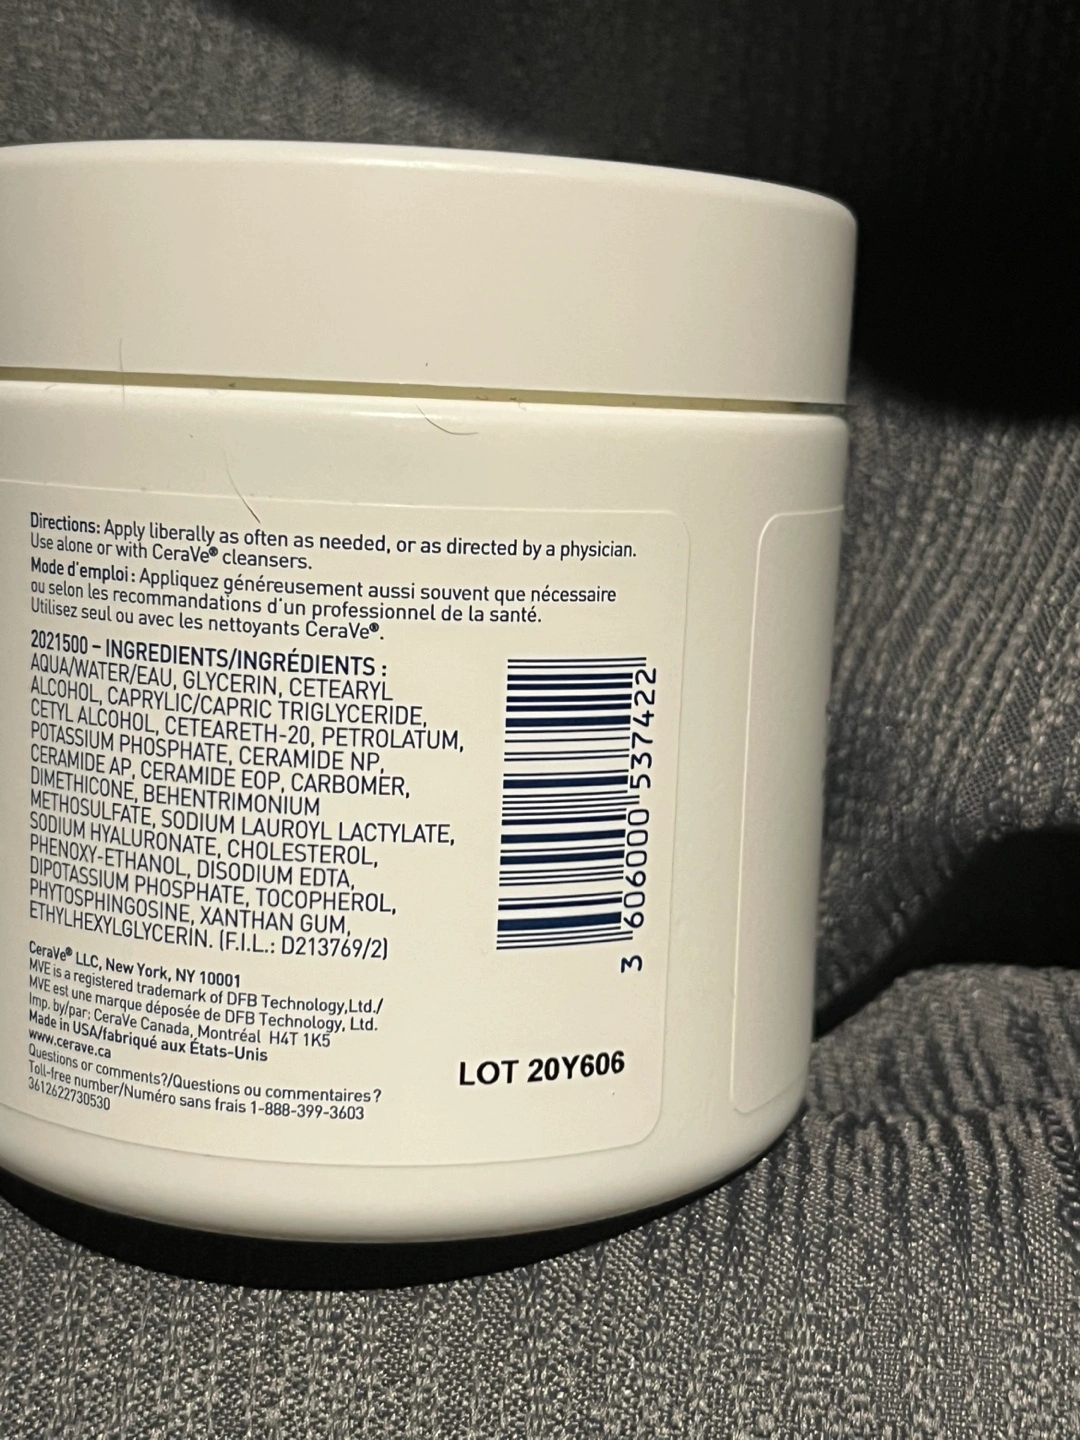 Directions: Apply liberally as often as needed, or as directed by a physician.
Use alone or with CeraVe® cleansers.
Mode d'emploi : Appliquez généreusement aussi souvent que nécessaire
ou selon les recommandations d'un professionnel de la santé.
Utilisez seul ou avec les nettoyants CeraVe®.
2021500 – INGREDIENTS/INGRÉDIENTS :
AQUA/WATER/EAU, GLYCERIN, CETEARYL
ALCOHOL, CAPRYLIC/CAPRIC TRIGLYCERIDE,
CETYL ALCOHOL, CETEARETH-20, PETROLATUM,
POTASSIUM PHOSPHATE, CERAMIDE NP,
CERAMIDE AP, CERAMIDE EOP, CARBOMER,
DIMETHICONE, BEHENTRIMONIUM
METHOSULFATE, SODIUM LAUROYL LACTYLATE,
SODIUM HYALURONATE, CHOLESTEROL,
PHENOXY-ETHANOL, DISODIUM EDTA,
DIPOTASSIUM PHOSPHATE, TOCOPHEROL,
PHYTOSPHINGOSINE, XANTHAN GUM,
ETHYLHEXYLGLYCERIN. (F.I.L.: D213769/2)
CeraVe® LLC, New York, NY 10001
MVE is a registered trademark of DFB Technology,Ltd./
MVE est une marque déposée de DFB Technology, Ltd.
Imp. by/par: CeraVe Canada, Montréal H4T 1K5
Made in USA/fabriqué aux États-Unis
www.cerave.ca
Questions or comments?/Questions ou commentaires ?
Toll-free number/Numéro sans frais 1-888-399-3603
3612622730530
3 606000 537422
LOT 20Y606